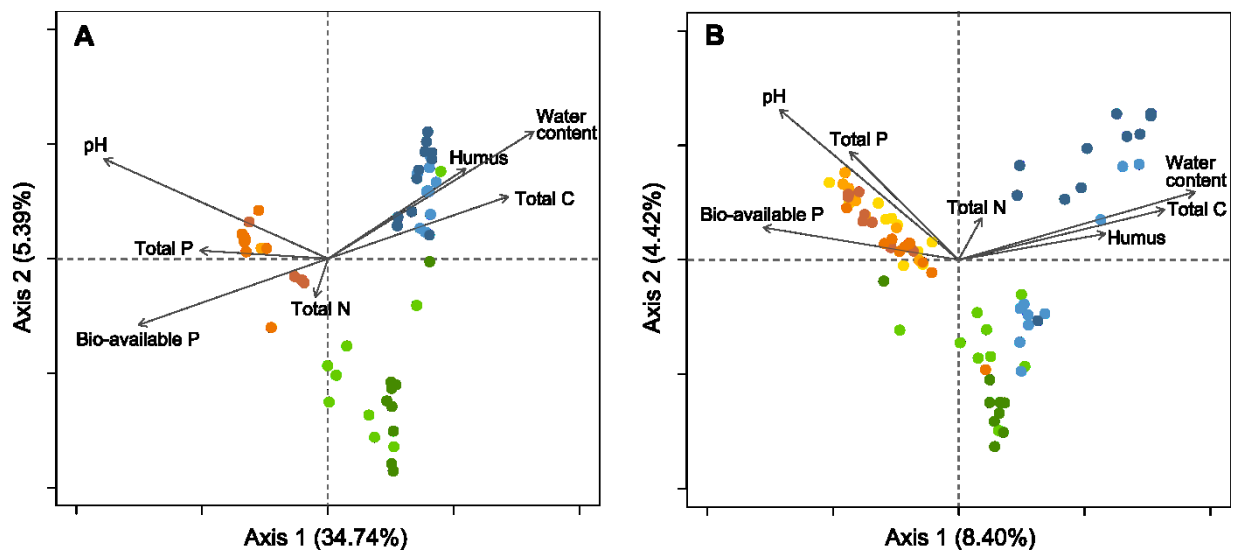 A
pH
Water
content
Humus
Total C
Total P
Total N
Bio-available P
Axis 2 (5.39%)
Axis 1 (34.74%)
B
pH
Total P
Water
content
Total C
Total N
Bio-available P
Humus
Axis 2 (4.42%)
Axis 1 (8.40%)